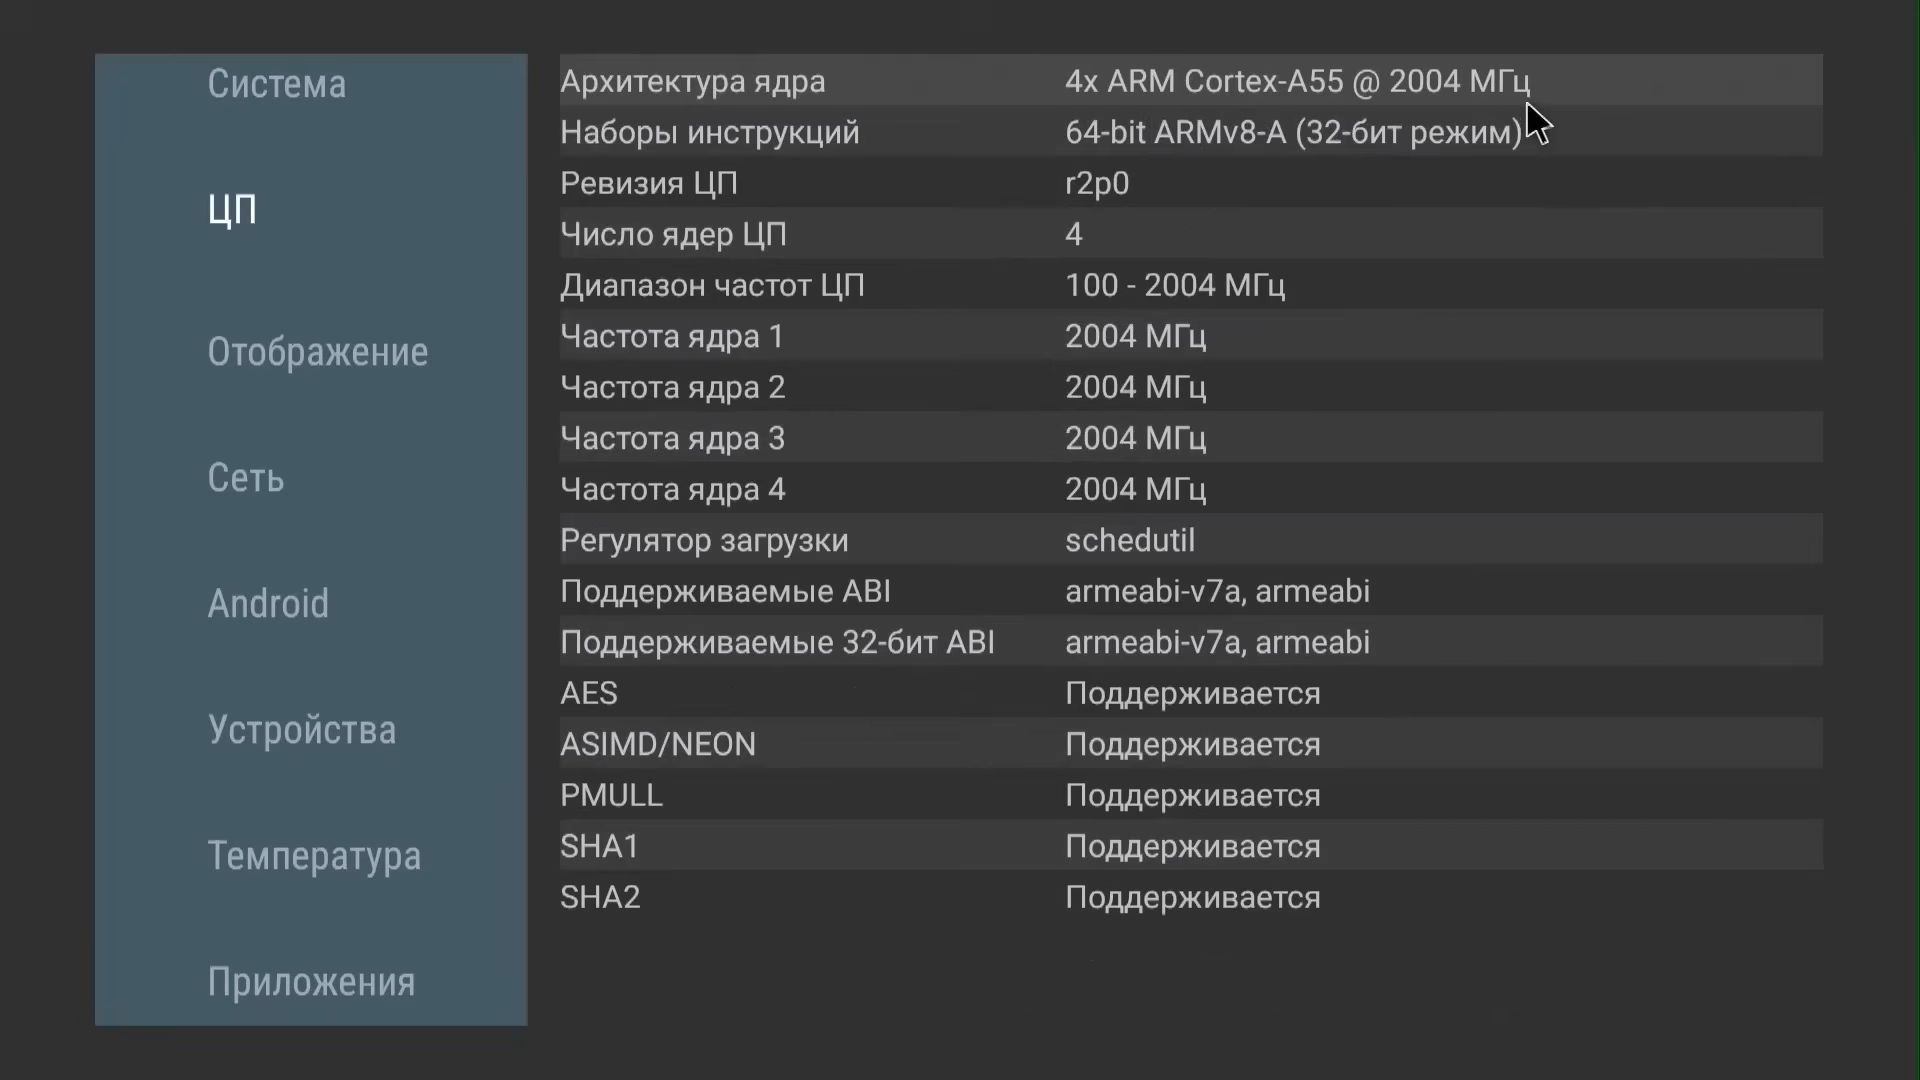 Система
ЦП
Отображение
Сеть
Android
Устройства
Температура
Приложения
Архитектура ядра 4x ARM Cortex-A55 @ 2004 МГц
Наборы инструкций 64-bit ARMv8-A (32-бит режим)
Ревизия ЦП r2p0
Число ядер ЦП 4
Диапазон частот ЦП 100 - 2004 МГц
Частота ядра 1 2004 МГц
Частота ядра 2 2004 МГц
Частота ядра 3 2004 МГц
Частота ядра 4 2004 МГц
Регулятор загрузки schedutil
Поддерживаемые ABI armeabi-v7a, armeabi
Поддерживаемые 32-бит ABI armeabi-v7a, armeabi
AES Поддерживается
ASIMD/NEON Поддерживается
PMULL Поддерживается
SHA1 Поддерживается
SHA2 Поддерживается